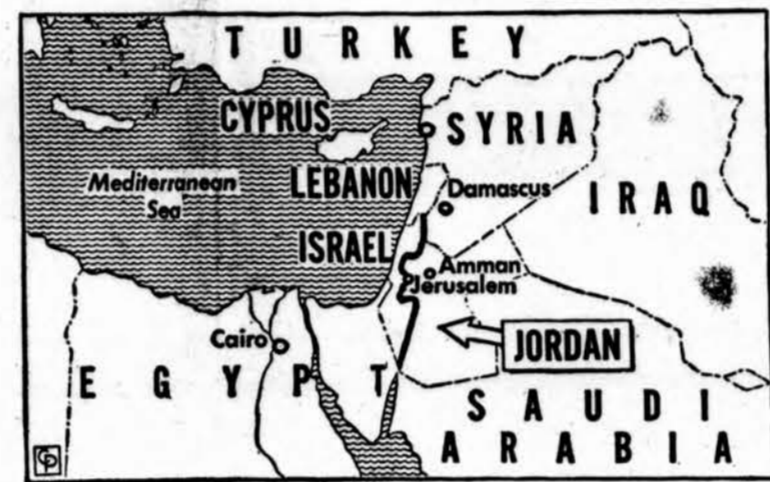 TURKEY
CYPRUS
SYRIA
Mediterranean
Sea
LEBANON
Damascus
IRAQ
ISRAEL
Amman
Jerusalem
Cairo
JORDAN
EGYPT
SAUDI
ARABIA
CP